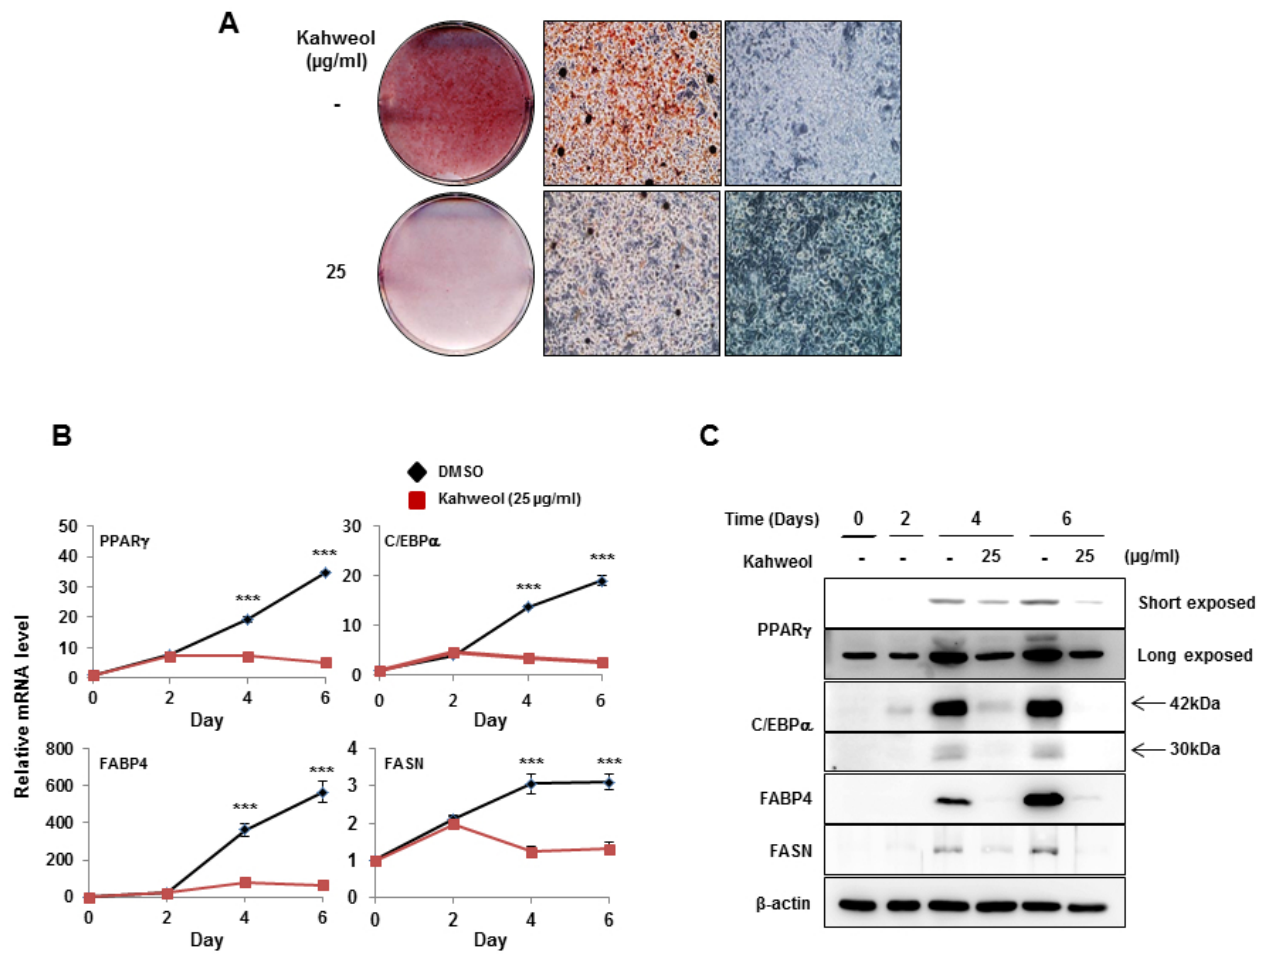 A
Kahweol
(µg/ml)
-
25
B
DMSO
Kahweol (25 µg/ml)
Relative mRNA level
PPARγ
50
40
30
20
10
0
***
***
0 2 4 6
Day
C/EBPα
30
20
10
0
***
***
0 2 4 6
Day
FABP4
800
600
400
200
0
***
***
0 2 4 6
Day
FASN
4
3
2
1
0
***
***
0 2 4 6
Day
C
Time (Days) 0 2 4 6
Kahweol - - - 25 - 25 (µg/ml)
PPARγ
Short exposed
Long exposed
C/EBPα
42kDa
30kDa
FABP4
FASN
β-actin